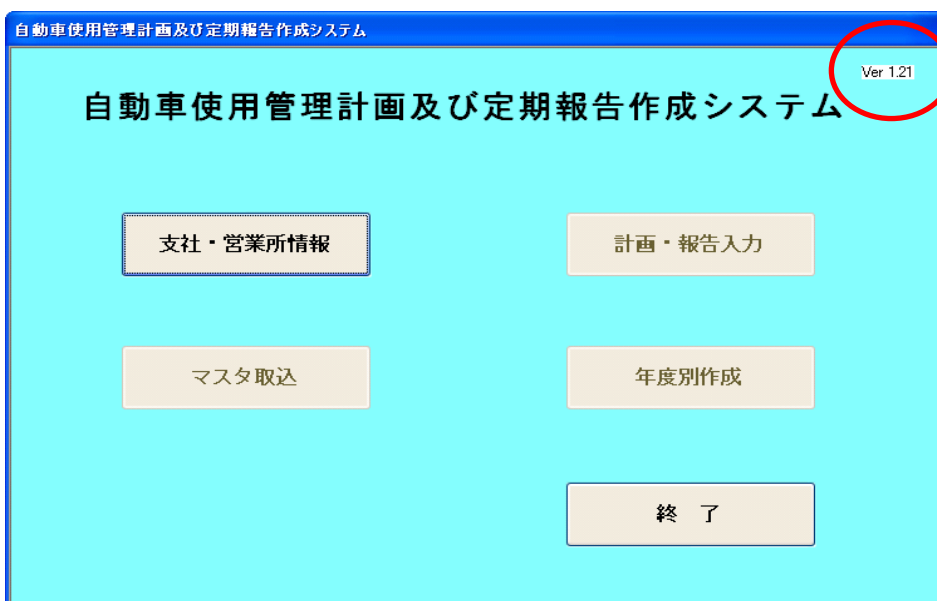 自動車使用管理計画及び定期報告作成システム
Ver 1.21
自動車使用管理計画及び定期報告作成システム
支社・営業所情報
計画・報告入力
マスタ取込
年度別作成
終　了